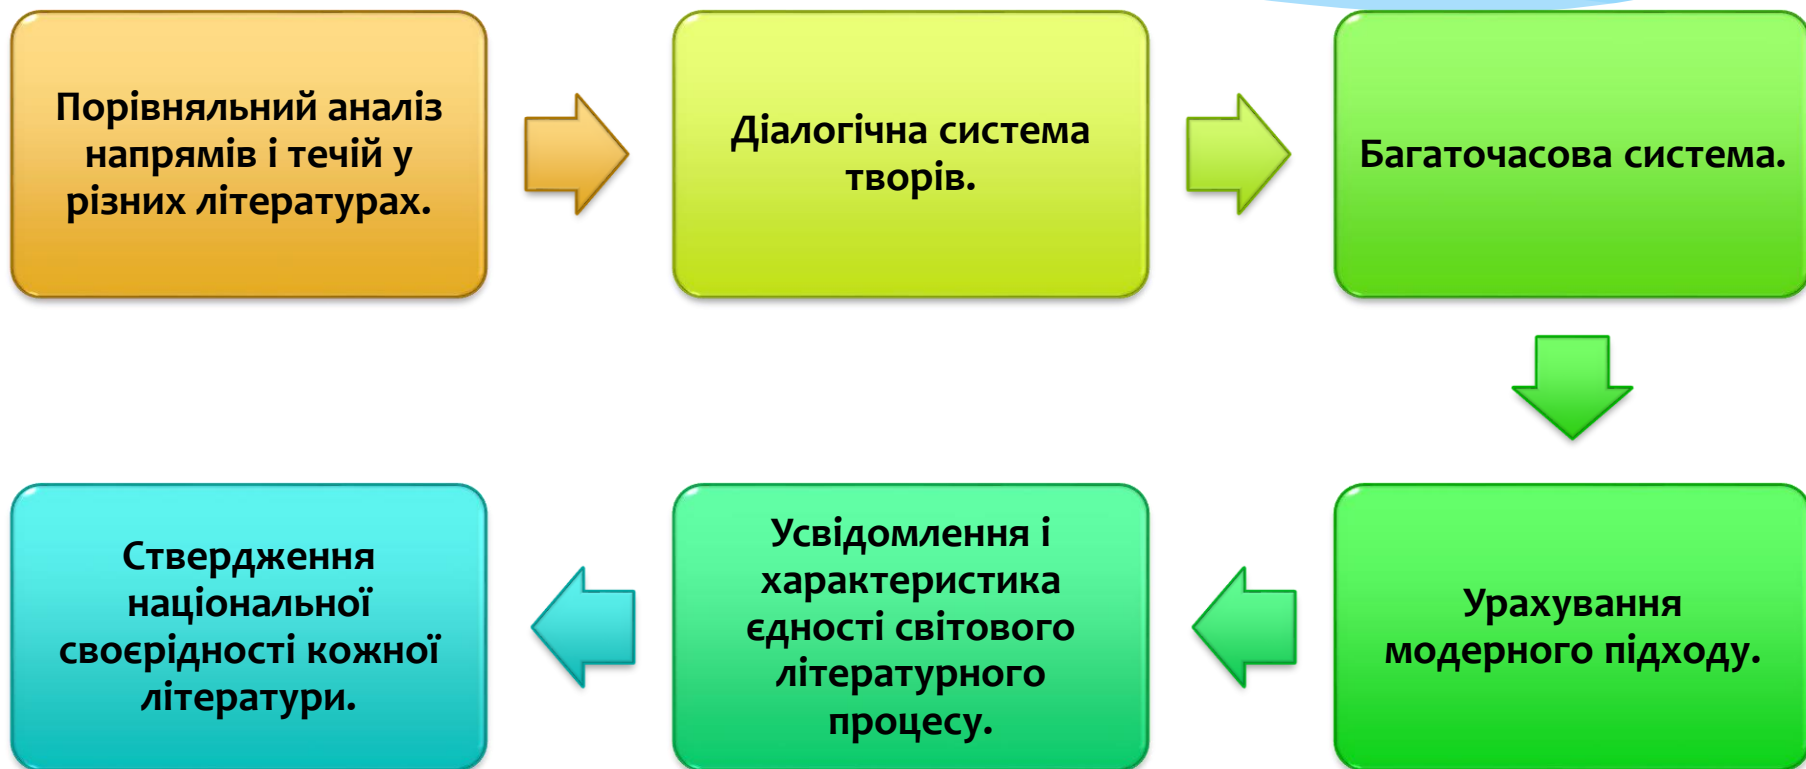 Порівняльний аналіз
напрямів і течій у
різних літературах.
Діалогічна система
творів.
Багаточасова система.
Урахування
модерного підходу.
Усвідомлення і
характеристика
єдності світового
літературного
процесу.
Ствердження
національної
своєрідності кожної
літератури.